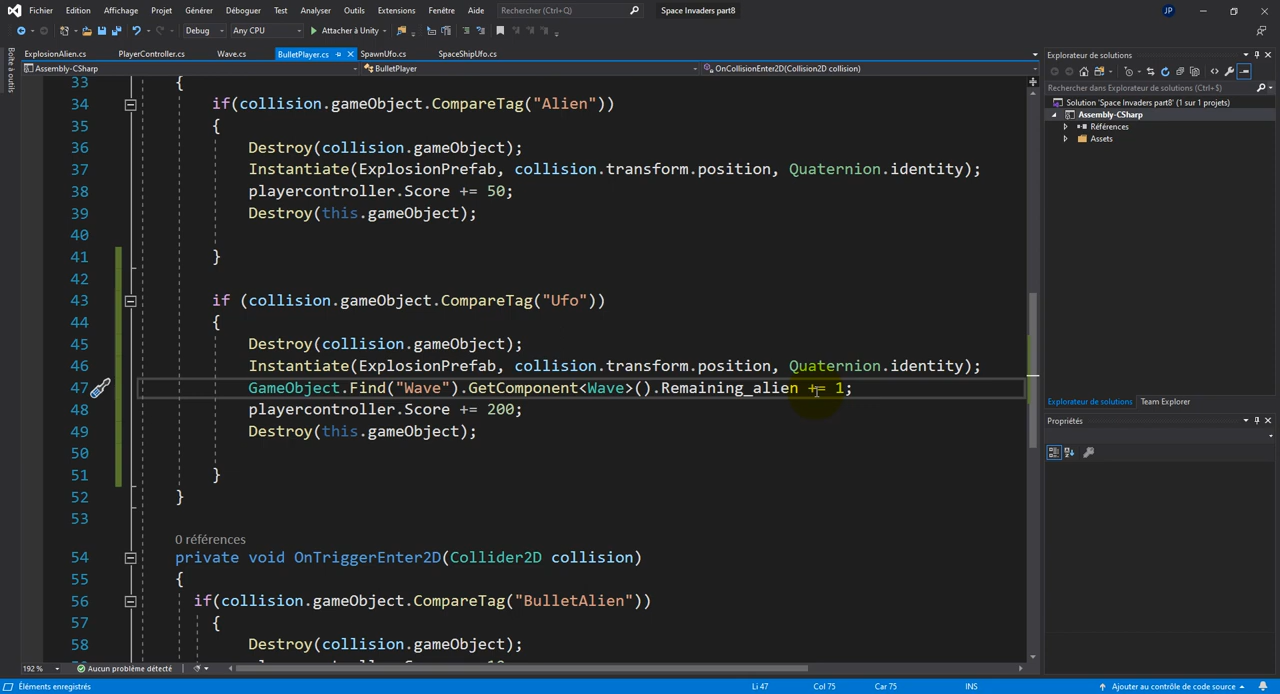 Fichier Edition Affichage Projet Générer Déboguer Test Analyser Outils Extensions Fenêtre Aide Rechercher (Ctrl+Q) Space Invaders part8 JP
Debug Any CPU Attacher à Unity
Boîte à outils
ExplosionAlien.cs PlayerController.cs Wave.cs BulletPlayer.cs SpawnUfo.cs SpaceShipUfo.cs
Assembly-CSharp BulletPlayer OnCollisionEnter2D(Collision2D collision)
33 {
34 if(collision.gameObject.CompareTag("Alien"))
35 {
36 Destroy(collision.gameObject);
37 Instantiate(ExplosionPrefab, collision.transform.position, Quaternion.identity);
38 playercontroller.Score += 50;
39 Destroy(this.gameObject);
40
41 }
42
43 if (collision.gameObject.CompareTag("Ufo"))
44 {
45 Destroy(collision.gameObject);
46 Instantiate(ExplosionPrefab, collision.transform.position, Quaternion.identity);
47 GameObject.Find("Wave").GetComponent<Wave>().Remaining_alien += 1;
48 playercontroller.Score += 200;
49 Destroy(this.gameObject);
50
51 }
52 }
53
0 références
54 private void OnTriggerEnter2D(Collider2D collision)
55 {
56 if(collision.gameObject.CompareTag("BulletAlien"))
57 {
58 Destroy(collision.gameObject);
192 % Aucun problème détecté
Éléments enregistrés Li 47 Col 75 Car 75 INS Ajouter au contrôle de code source
Explorateur de solutions
Rechercher dans Explorateur de solutions (Ctrl+$)
Solution 'Space Invaders part8' (1 sur 1 projets)
Assembly-CSharp
Références
Assets
Explorateur de solutions Team Explorer
Propriétés